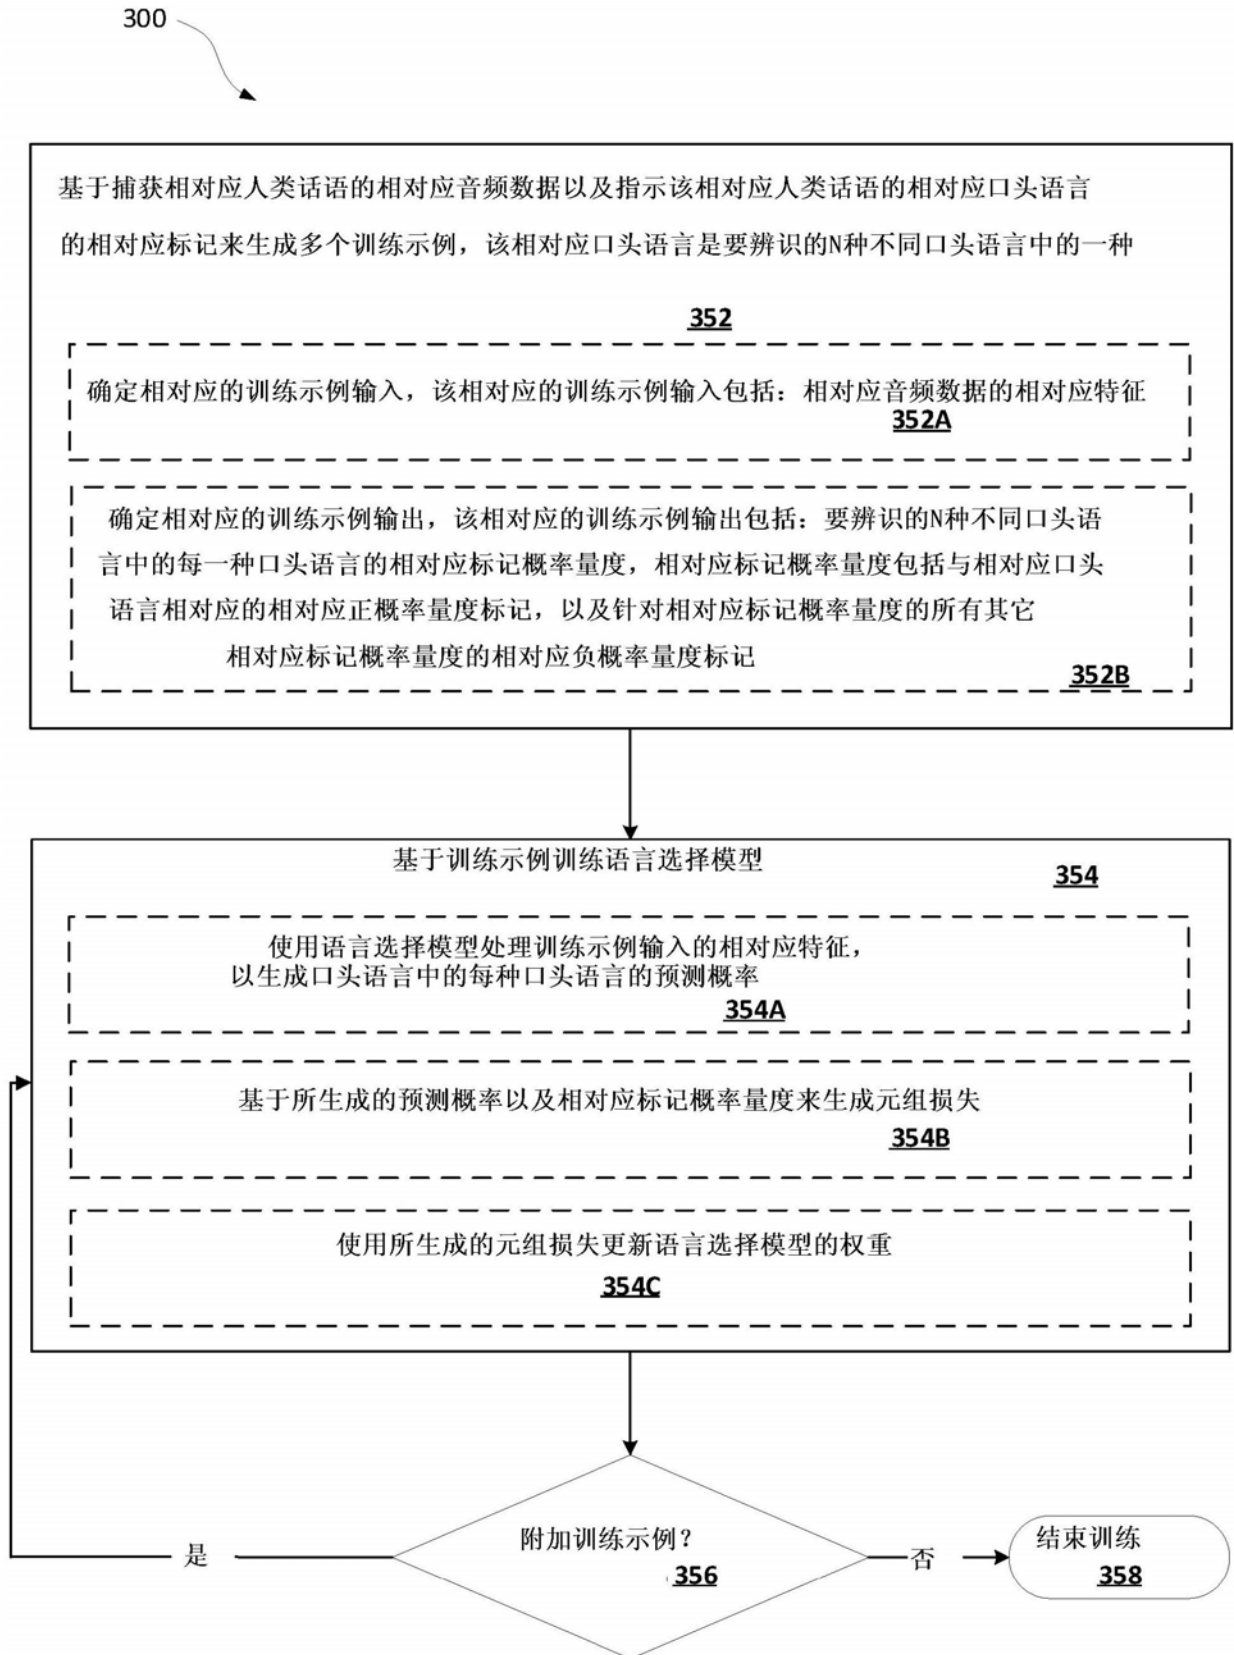 300
基于捕获相对应人类话语的相对应音频数据以及指示该相对应人类话语的相对应口头语言
的相对应标记来生成多个训练示例，该相对应口头语言是要辨识的N种不同口头语言中的一种
352
确定相对应的训练示例输入，该相对应的训练示例输入包括：相对应音频数据的相对应特征
352A
确定相对应的训练示例输出，该相对应的训练示例输出包括：要辨识的N种不同口头语
言中的每一种口头语言的相对应标记概率量度，相对应标记概率量度包括与相对应口头
语言相对应的相对应正概率量度标记，以及针对相对应标记概率量度的所有其它
相对应标记概率量度的相对应负概率量度标记
352B
基于训练示例训练语言选择模型
354
使用语言选择模型处理训练示例输入的相对应特征，
以生成口头语言中的每种口头语言的预测概率
354A
基于所生成的预测概率以及相对应标记概率量度来生成元组损失
354B
使用所生成的元组损失更新语言选择模型的权重
354C
附加训练示例？
356
是
否
结束训练
358